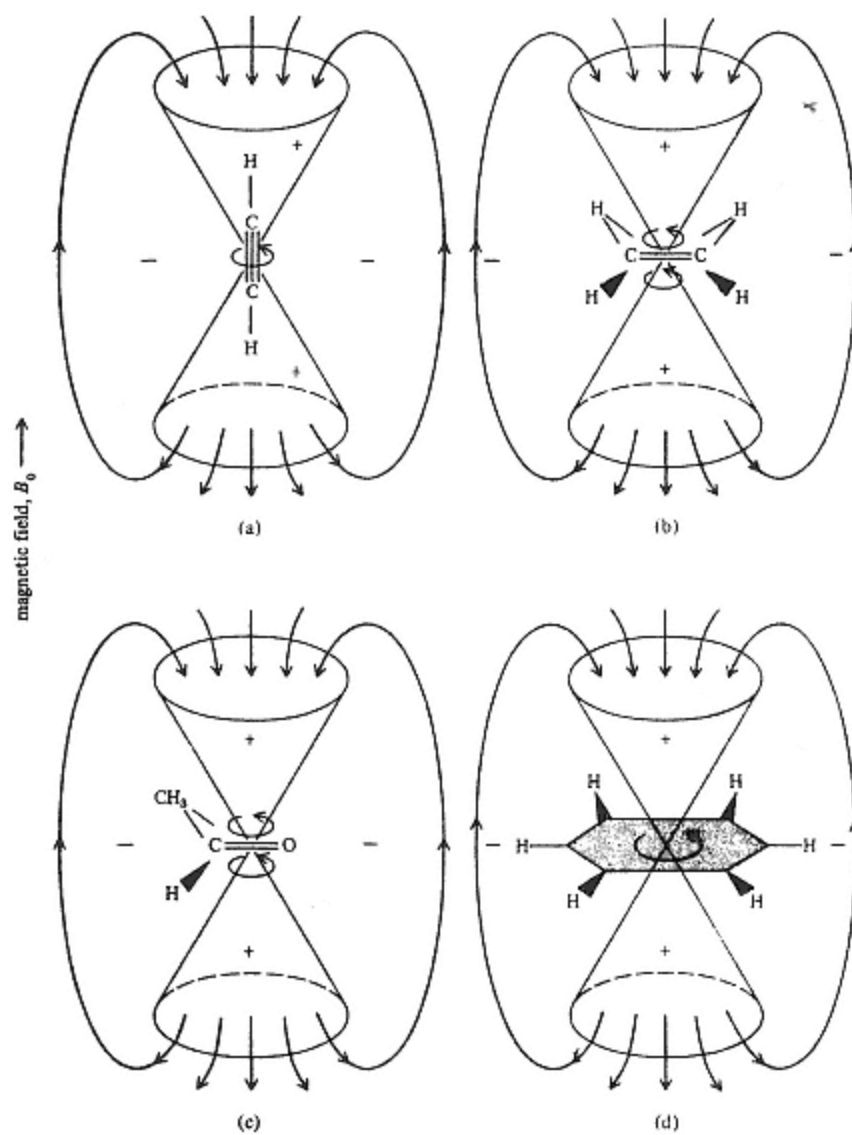 +
H
C
− −
C
H
+
(a)
+
H H
− C C −
H H
+
(b)
magnetic field, B₀ ⟶
+
CH₃
− C O −
H
+
(c)
+
H H
− H H −
H H
+
(d)